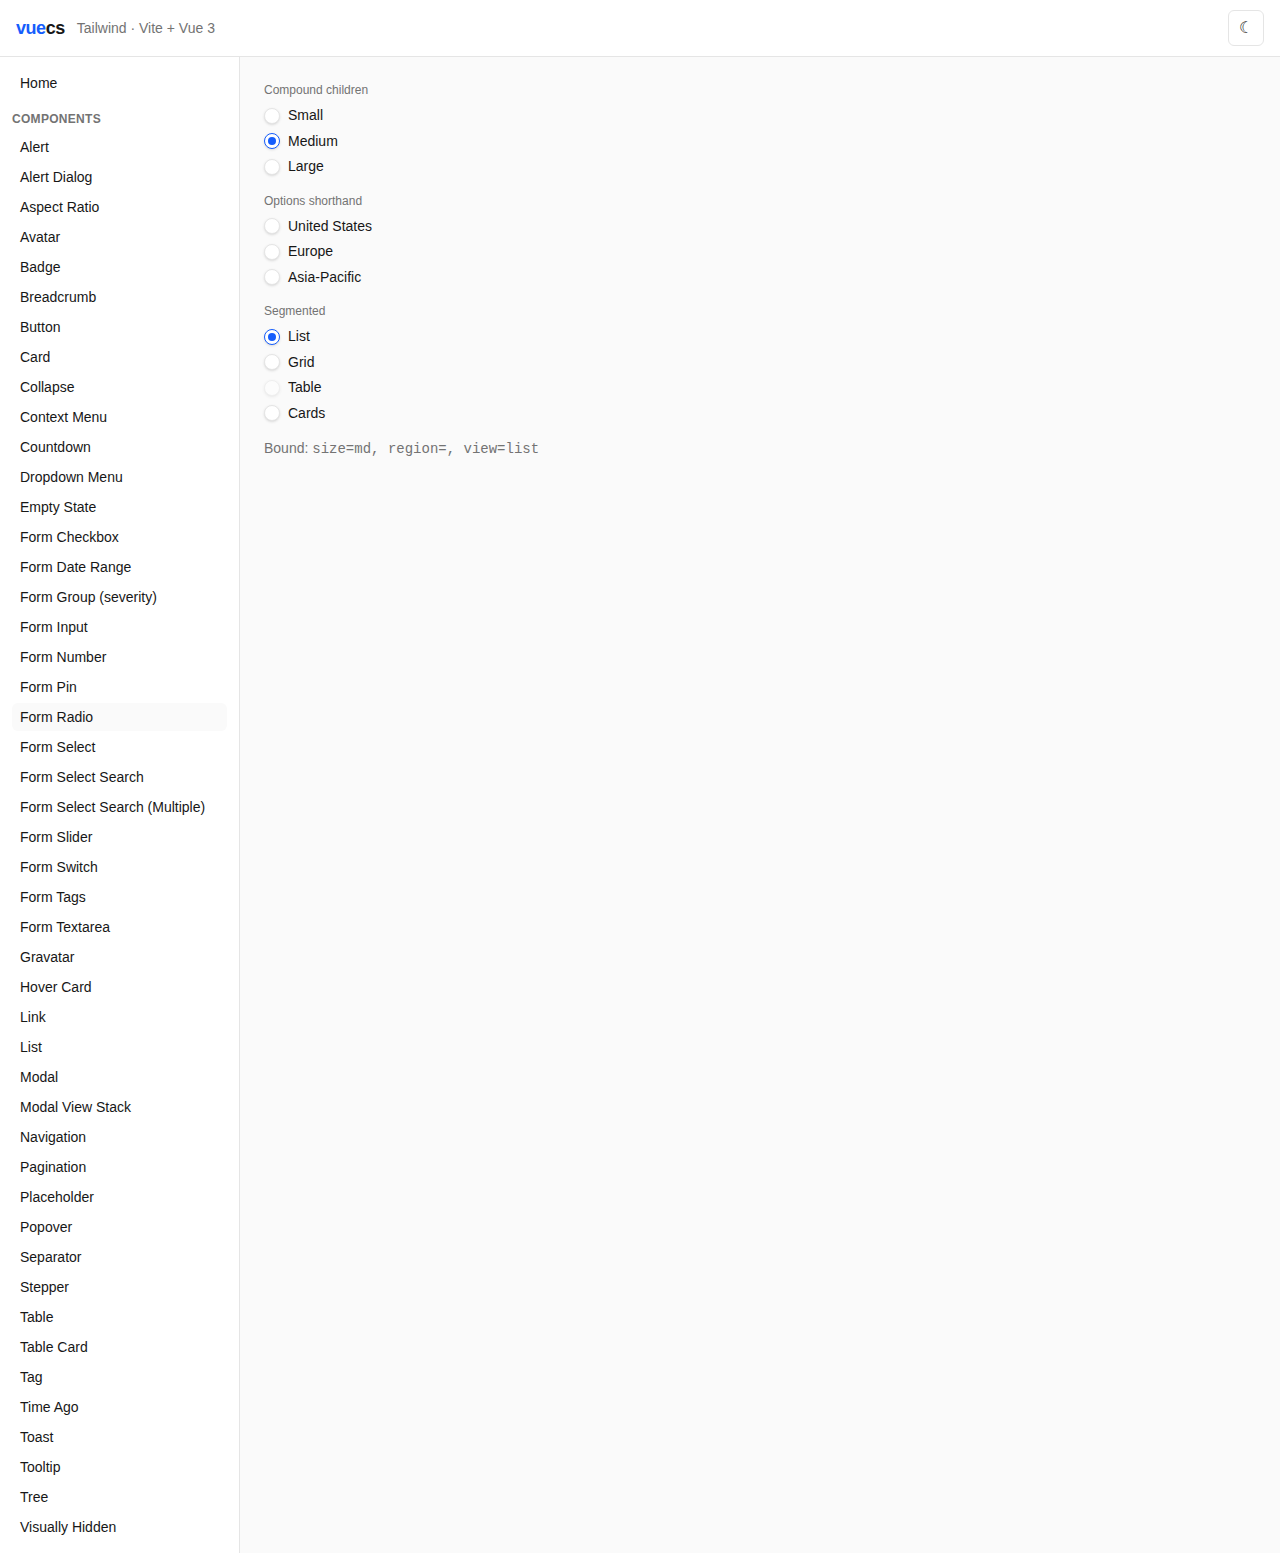 vuecs Tailwind · Vite + Vue 3
Home
COMPONENTS
Alert
Alert Dialog
Aspect Ratio
Avatar
Badge
Breadcrumb
Button
Card
Collapse
Context Menu
Countdown
Dropdown Menu
Empty State
Form Checkbox
Form Date Range
Form Group (severity)
Form Input
Form Number
Form Pin
Form Radio
Form Select
Form Select Search
Form Select Search (Multiple)
Form Slider
Form Switch
Form Tags
Form Textarea
Gravatar
Hover Card
Link
List
Modal
Modal View Stack
Navigation
Pagination
Placeholder
Popover
Separator
Stepper
Table
Table Card
Tag
Time Ago
Toast
Tooltip
Tree
Visually Hidden
Compound children
Small
Medium
Large
Options shorthand
United States
Europe
Asia-Pacific
Segmented
List
Grid
Table
Cards
Bound: size=md, region=, view=list